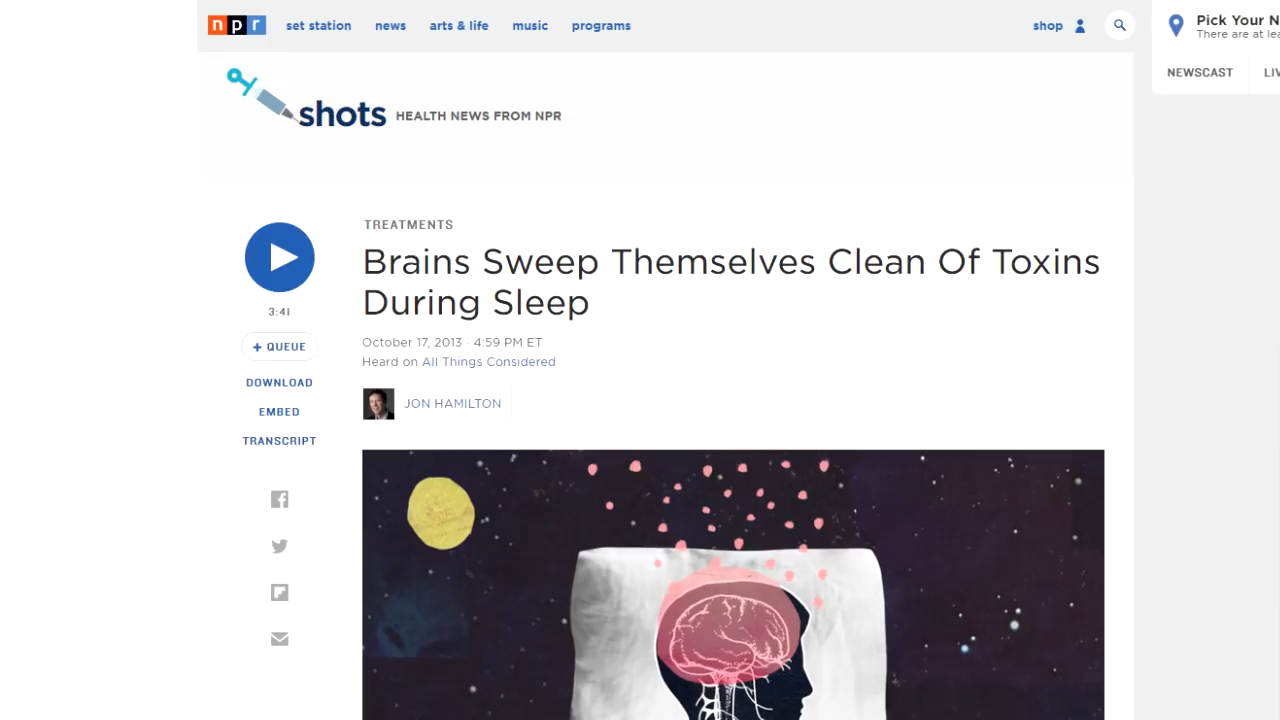 npr
set station
news
arts & life
music
programs
shop
Pick Your N
There are at lea
NEWSCAST
LIV
shots
HEALTH NEWS FROM NPR
TREATMENTS
Brains Sweep Themselves Clean Of Toxins
During Sleep
October 17, 2013 · 4:59 PM ET
Heard on All Things Considered
JON HAMILTON
3:41
+ QUEUE
DOWNLOAD
EMBED
TRANSCRIPT